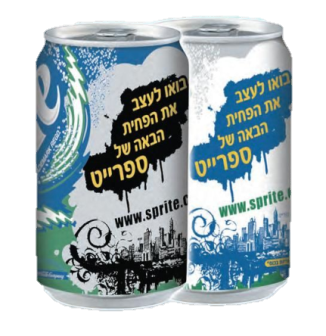 בואו לעצב
את הפחית
הבאה של
ספרייט
www.sprite.c
בואו לעצב
את הפחית
הבאה של
ספרייט
www.sprite.